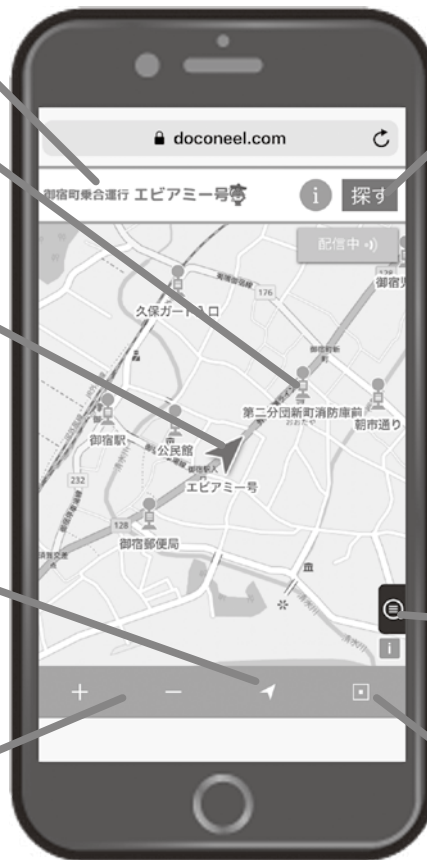 doconeel.com
御宿町乗合運行 エビアミー号
i
探す
配信中
176
久保ガード入口
御宿駅
公民館
第二分団新町消防庫前
朝市通り
エビアミー号
232
128
御宿郵便局
i